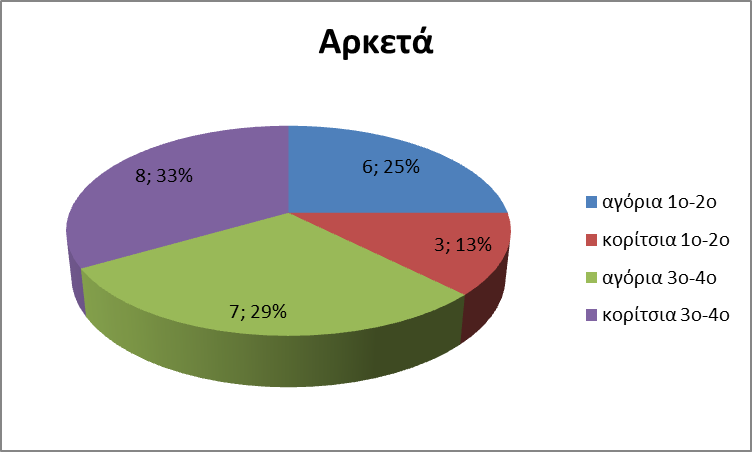 Αρκετά
6; 25%
8; 33%
3; 13%
7; 29%
αγόρια 1ο-2ο
κορίτσια 1ο-2ο
αγόρια 3ο-4ο
κορίτσια 3ο-4ο